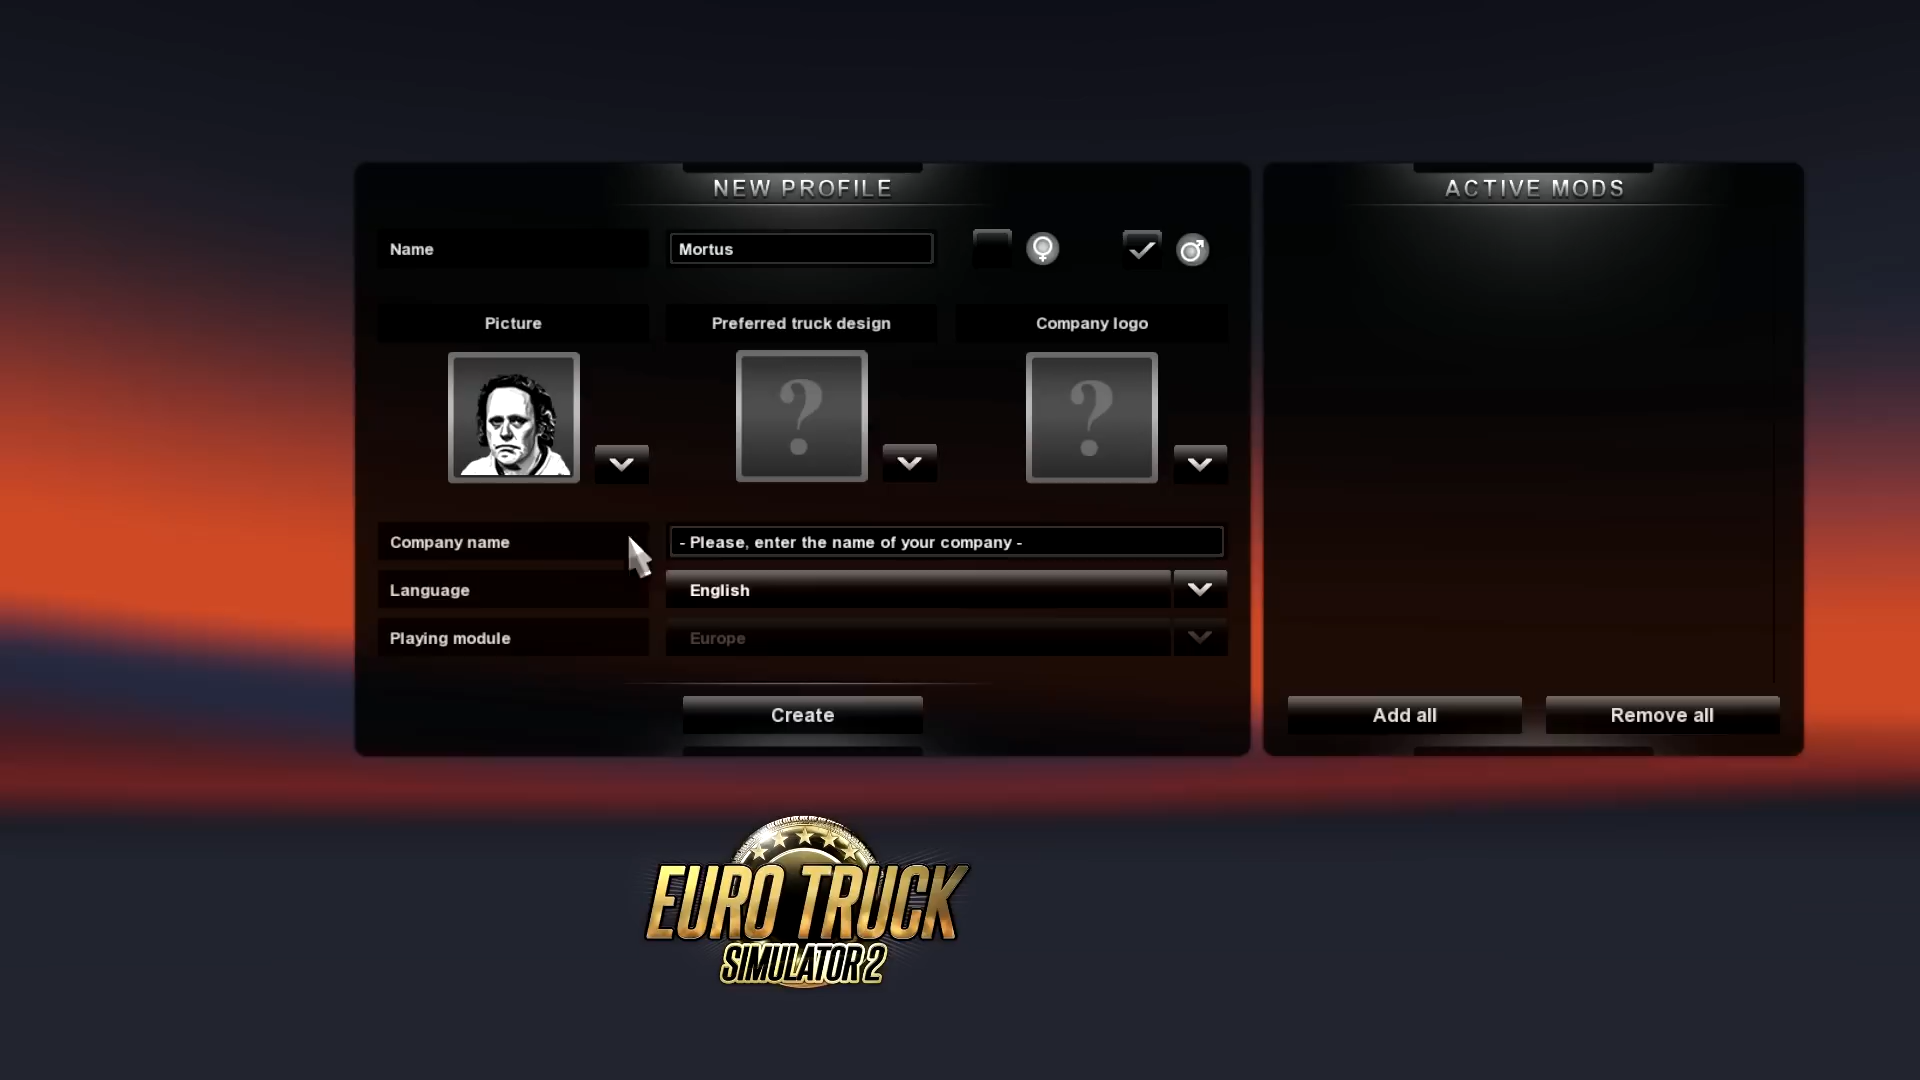 NEW PROFILE
Name
Mortus
Picture
Preferred truck design
Company logo
?
?
Company name
- Please, enter the name of your company -
Language
English
Playing module
Europe
Create
ACTIVE MODS
Add all
Remove all
EURO TRUCK
SIMULATOR 2